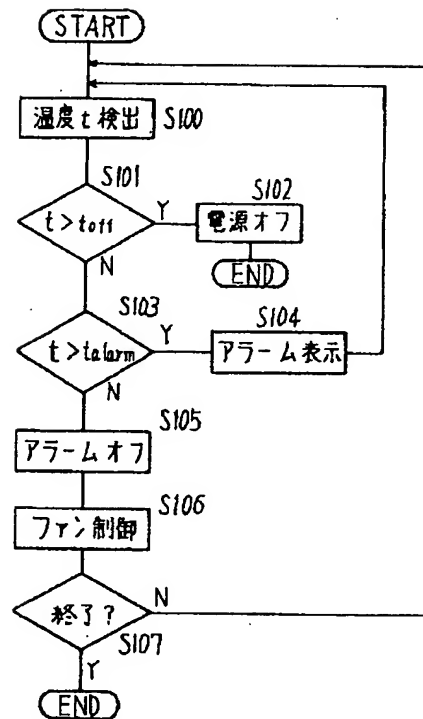 START
温度t検出
S100
S101
t>toff
Y
N
S102
電源オフ
END
S103
t>talarm
Y
N
S104
アラーム表示
S105
アラームオフ
S106
ファン制御
終了?
N
S107
Y
END